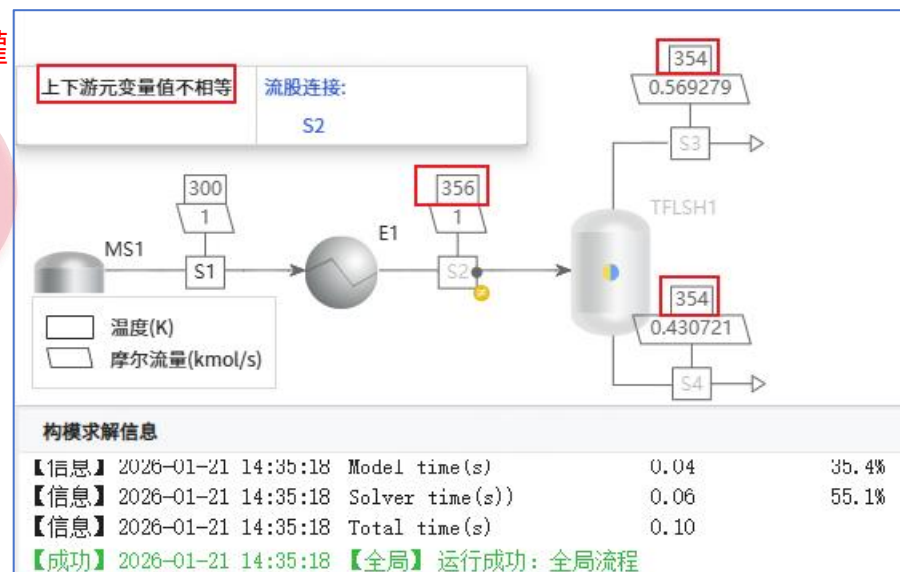 354
0.569279
S3
上下游元变量值不相等
流股连接:
S2
300
1
356
1
TFLSH1
MS1
E1
S1
S2
354
0.430721
S4
温度(K)
摩尔流量(kmol/s)
构模求解信息
【信息】 2026-01-21 14:35:18 Model time(s) 0.04 35.4%
【信息】 2026-01-21 14:35:18 Solver time(s)) 0.06 55.1%
【信息】 2026-01-21 14:35:18 Total time(s) 0.10
【成功】 2026-01-21 14:35:18 【全局】 运行成功: 全局流程